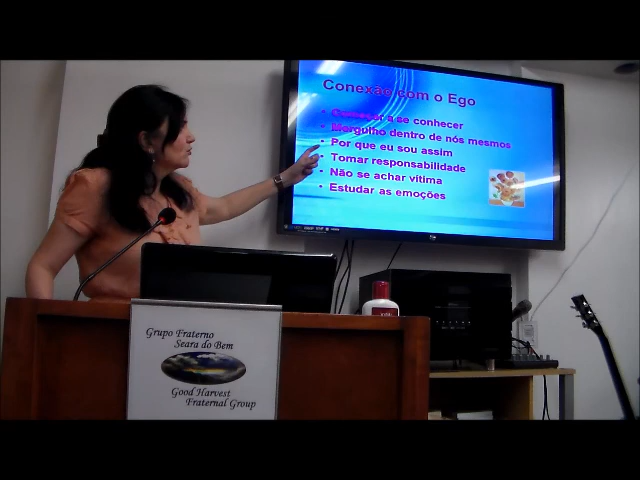 Conexão com o Ego
• Começar a se conhecer
• Mergulho dentro de nós mesmos
• Por que eu sou assim
• Tomar responsabilidade
• Não se achar vítima
• Estudar as emoções
Grupo Fraterno
Seara do Bem
Good Harvest
Fraternal Group